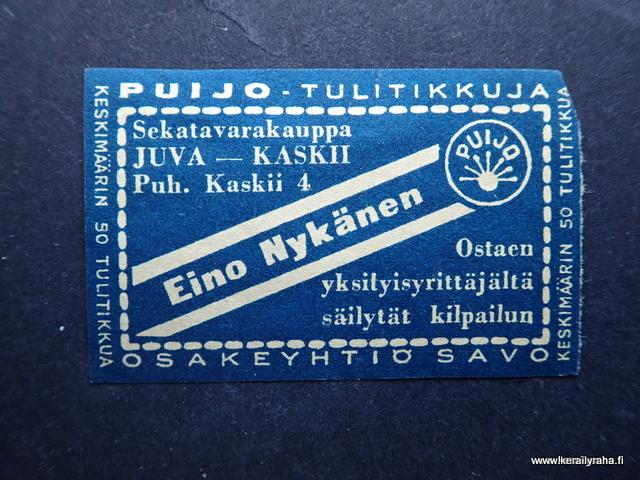 PUIJO - TULITIKKUJA
KESKIMÄÄRIN 50 TULITIKKUA
Sekatavarakauppa
JUVA — KASKII
Puh. Kaskii 4
PUIJO
Eino Nykänen
Ostaen
yksityisyrittäjältä
säilytät kilpailun
KESKIMÄÄRIN 50 TULITIKKUA
OSAKEYHTIÖ SAVO
www.kerailyraha.fi